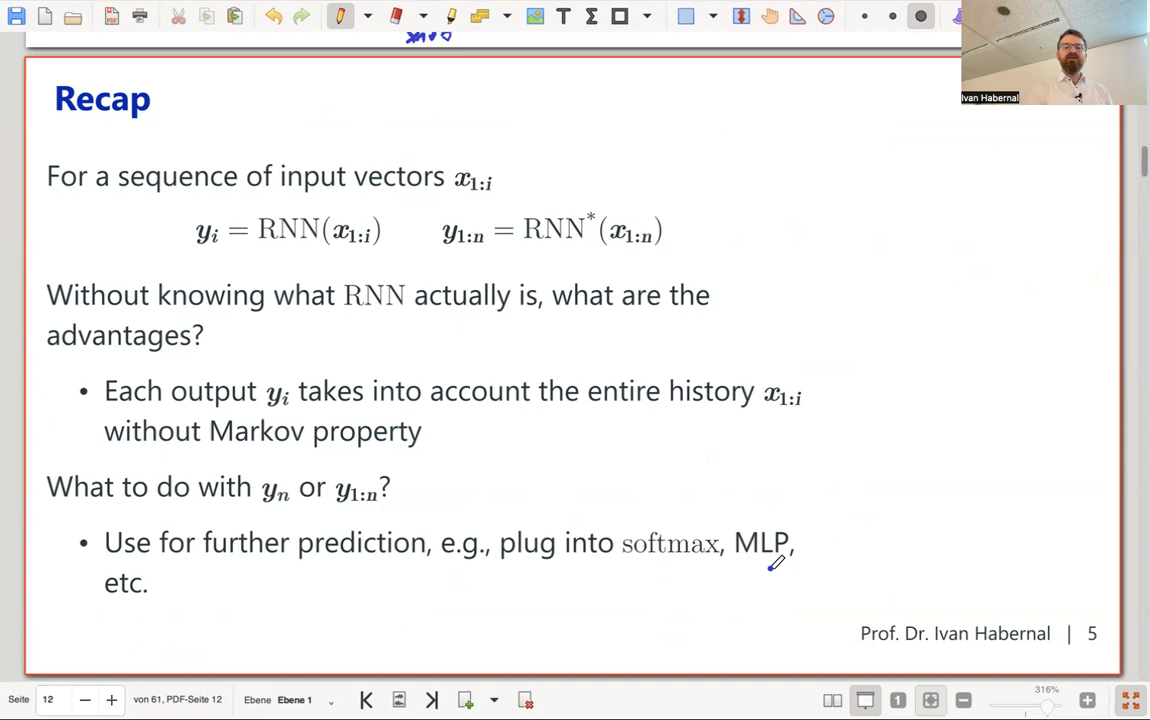 Ivan Habernal
Recap
For a sequence of input vectors x1:i
yi = RNN(x1:i) y1:n = RNN*(x1:n)
Without knowing what RNN actually is, what are the
advantages?
• Each output yi takes into account the entire history x1:i
without Markov property
What to do with yn or y1:n?
• Use for further prediction, e.g., plug into softmax, MLP,
etc.
Prof. Dr. Ivan Habernal | 5
Seite 12 von 61, PDF-Seite 12 Ebene Ebene 1 316%